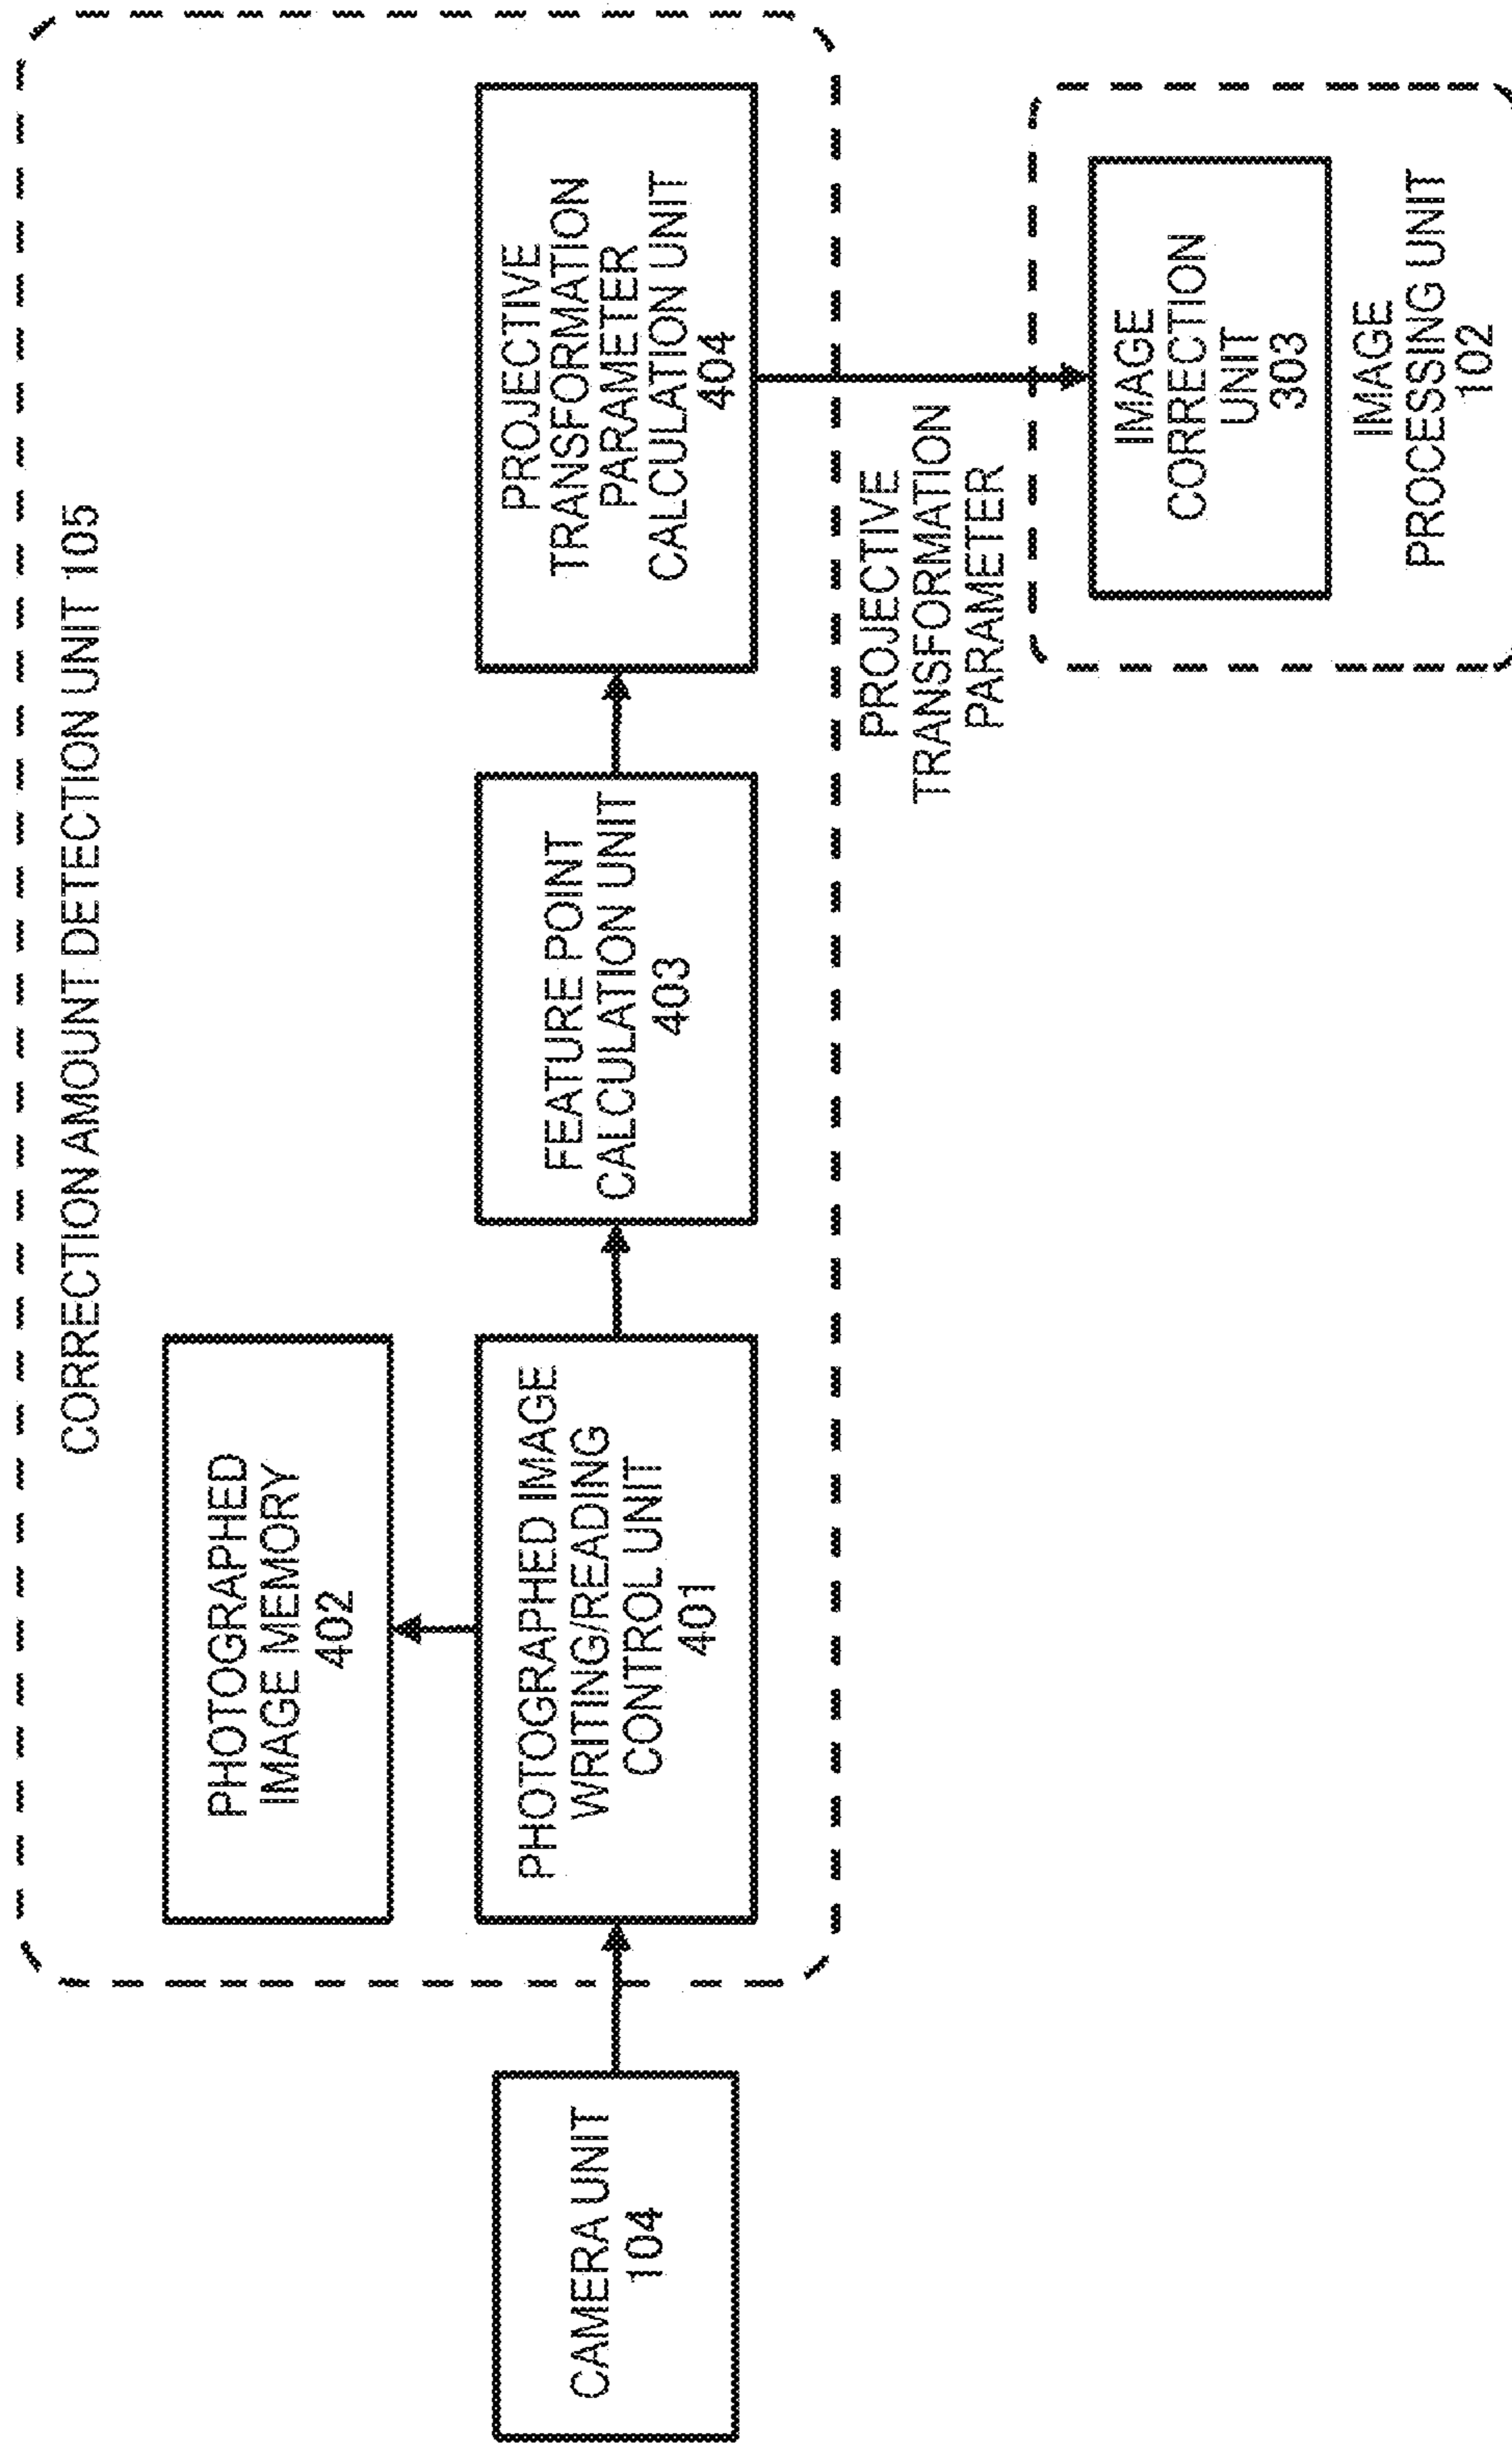 CORRECTION AMOUNT DETECTION UNIT 105
PHOTOGRAPHED
IMAGE MEMORY
402
CAMERA UNIT
104
PHOTOGRAPHED IMAGE
WRITING/READING
CONTROL UNIT
401
FEATURE POINT
CALCULATION UNIT
403
PROJECTIVE
TRANSFORMATION
PARAMETER
CALCULATION UNIT
404
PROJECTIVE
TRANSFORMATION
PARAMETER
IMAGE
CORRECTION
UNIT
303
IMAGE
PROCESSING UNIT
102